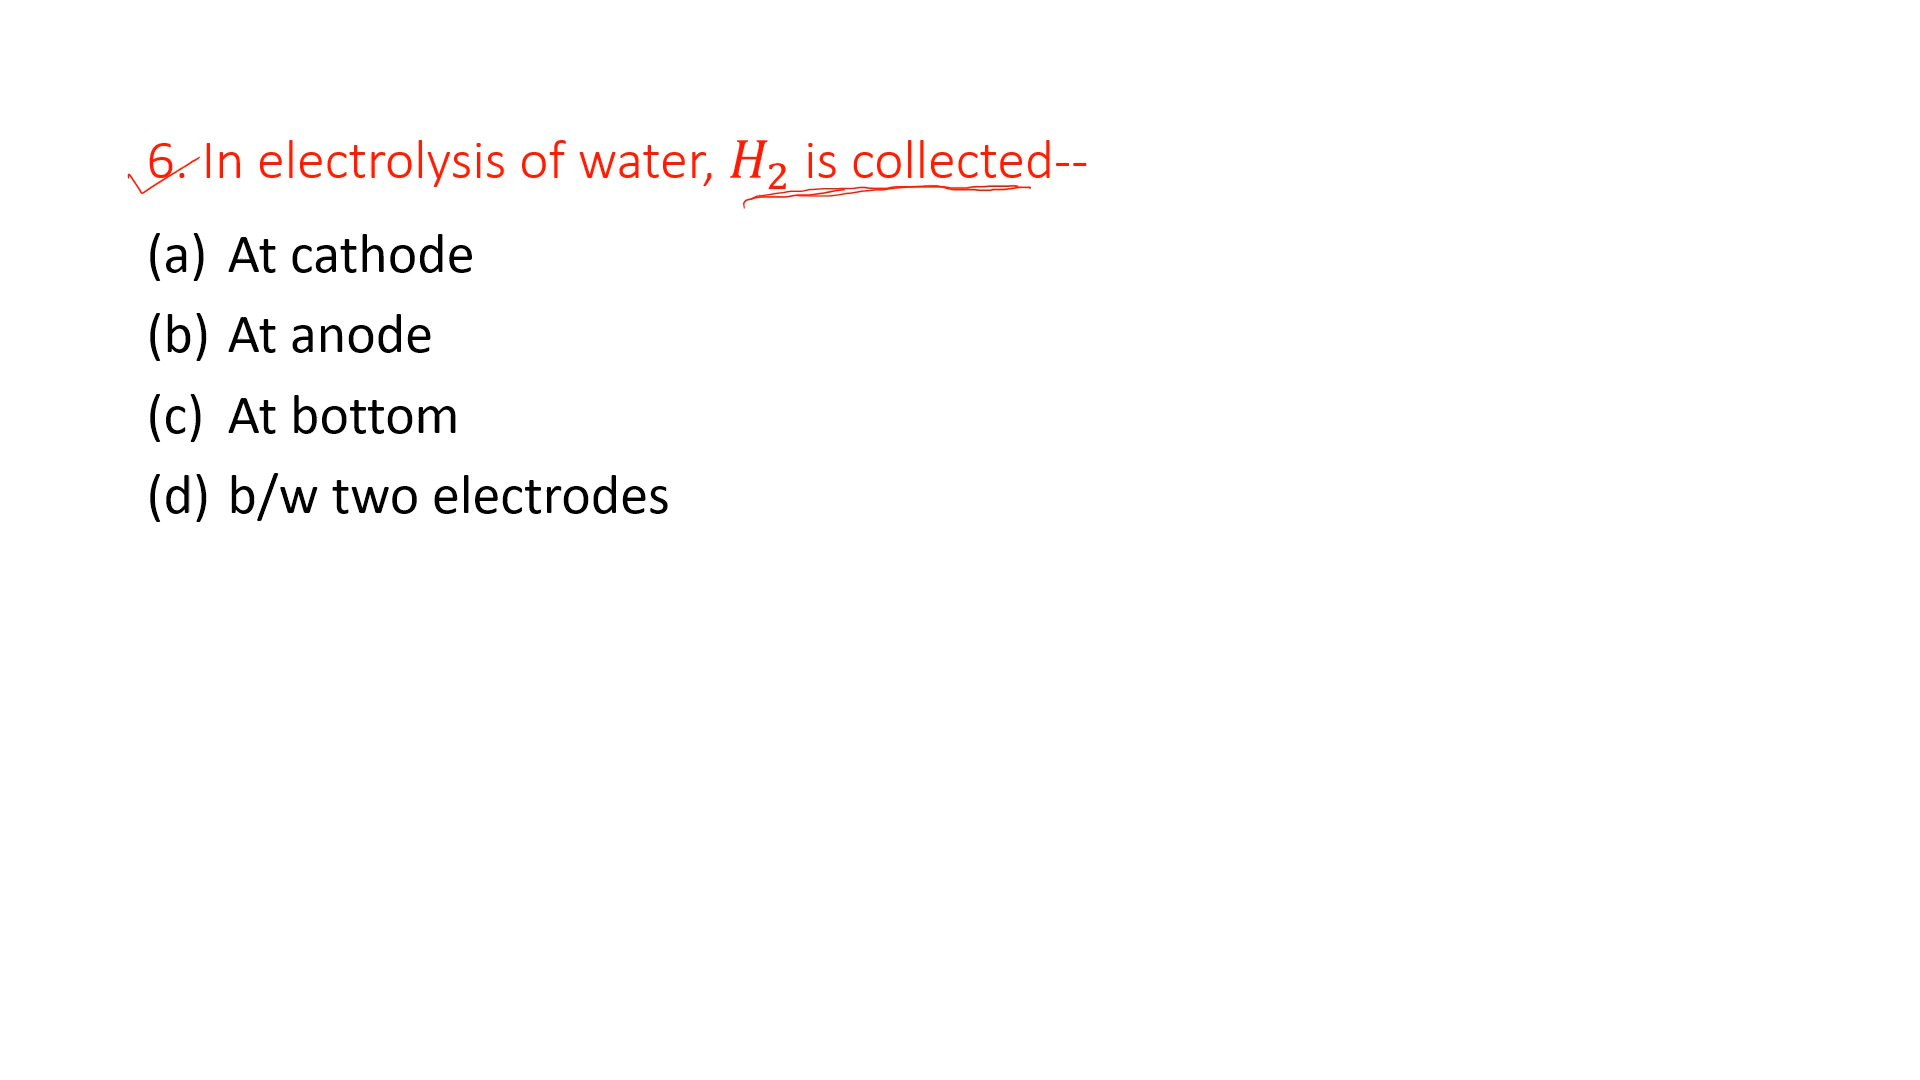 6. In electrolysis of water, H₂ is collected--
(a) At cathode
(b) At anode
(c) At bottom
(d) b/w two electrodes